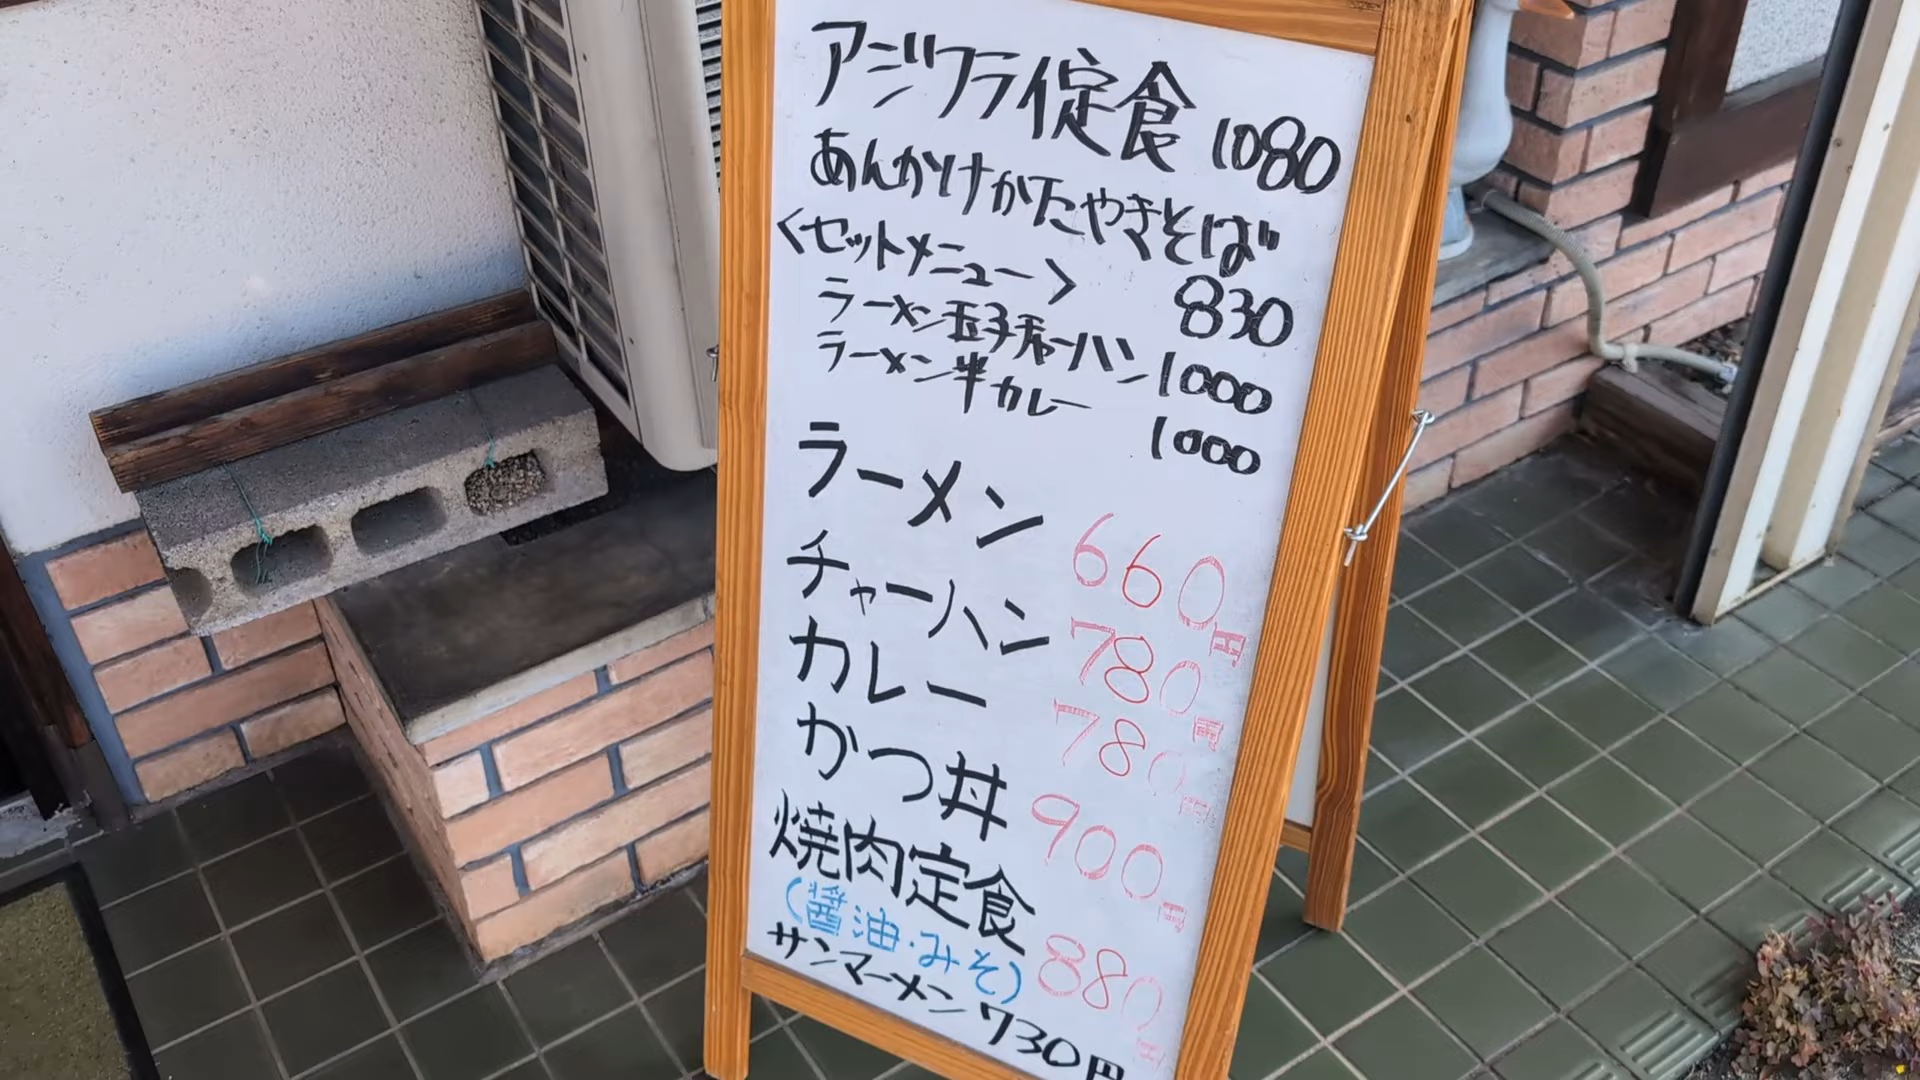 アジフライ定食 1080
あんかけかたやきそば
830
<セットメニュー>
ラーメン玉子チャーハン 1000
ラーメン半カレー
1000
ラーメン 660円
チャーハン 780円
カレー 780円
かつ丼 900円
焼肉定食 880円
(醤油・みそ)
サンマーメン 730円